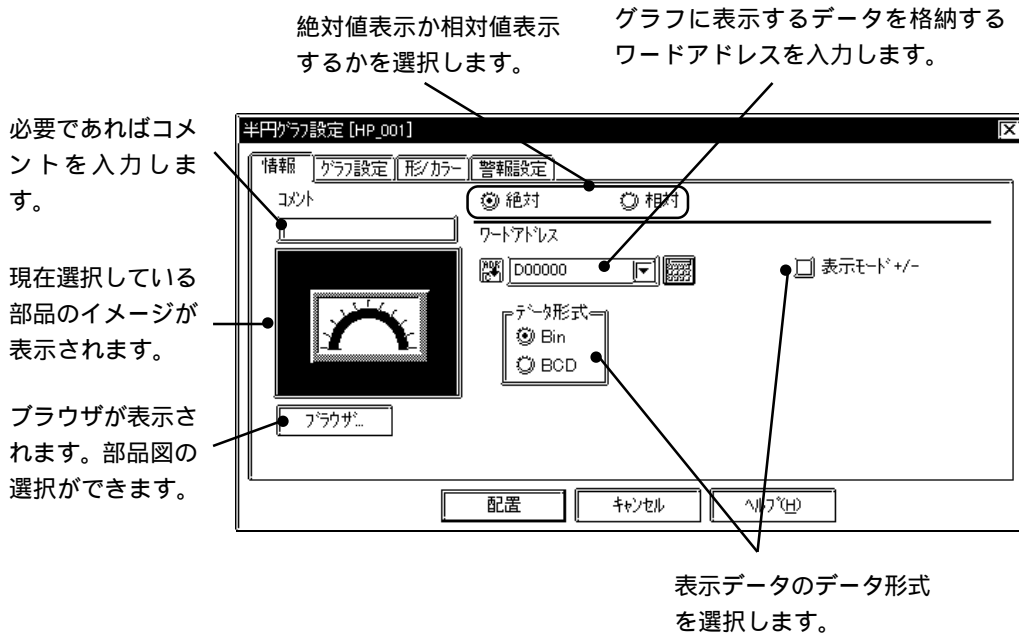 絶対値表示か相対値表示
するかを選択します。
グラフに表示するデータを格納する
ワードアドレスを入力します。
必要であればコメ
ントを入力しま
す。
現在選択している
部品のイメージが
表示されます。
ブラウザが表示さ
れます。部品図の
選択ができます。
半円グラフ設定 [HP_001]
情報 グラフ設定 形/カラー 警報設定
コメント
絶対 相対
ワードアドレス
D00000
表示モード+/-
データ形式
Bin
BCD
ブラウザ...
配置 キャンセル ヘルプ(H)
表示データのデータ形式
を選択します。